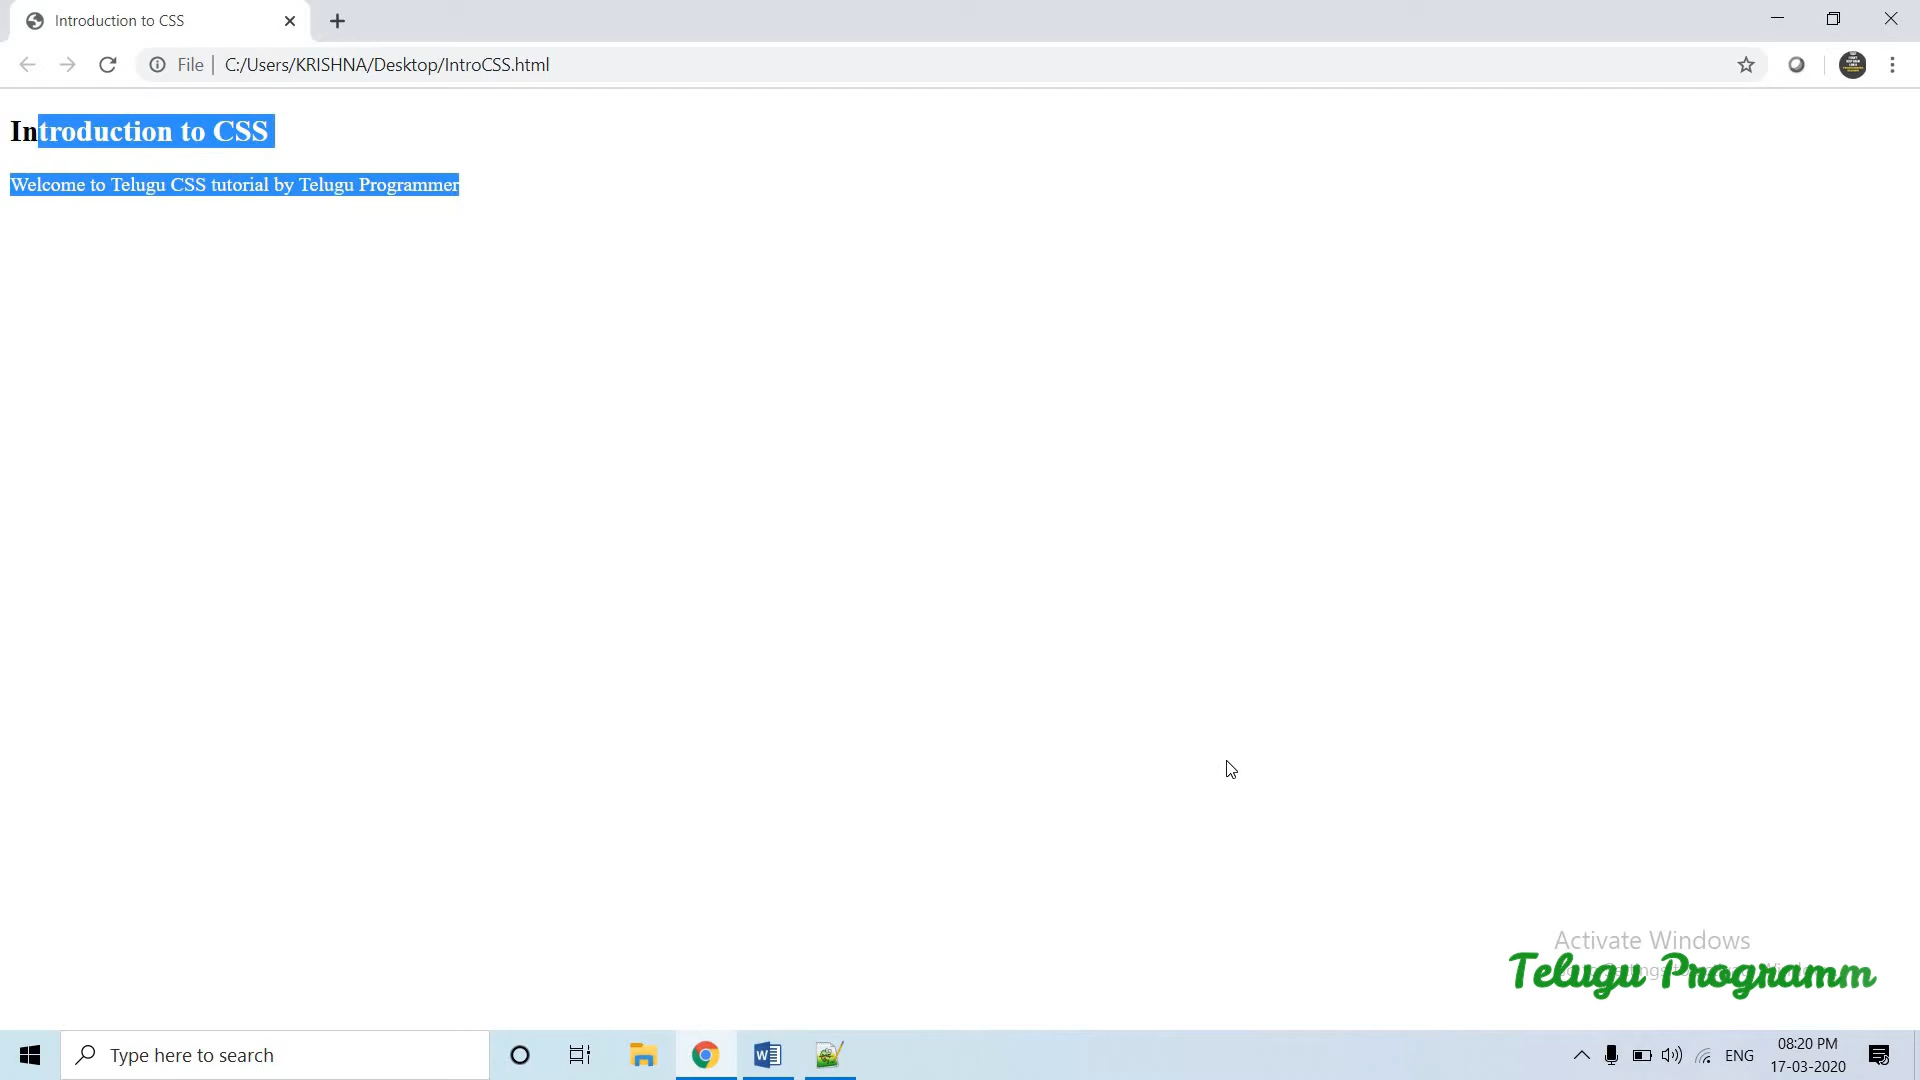 Introduction to CSS
File
C:/Users/KRISHNA/Desktop/IntroCSS.html
Introduction to CSS
Welcome to Telugu CSS tutorial by Telugu Programmer
Activate Windows
Telugu Programm
Type here to search
ENG
08:20 PM
17-03-2020